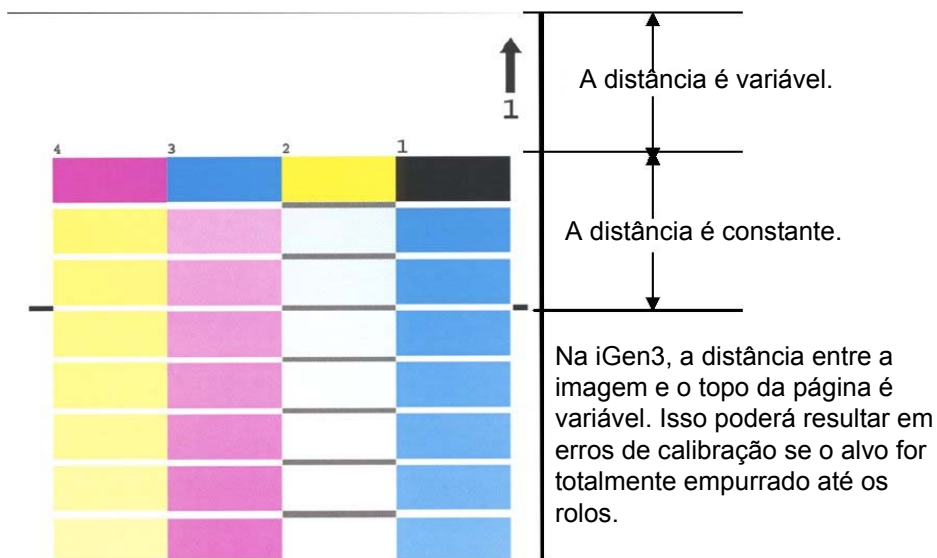 1
A distância é variável.
4 3 2 1
A distância é constante.
Na iGen3, a distância entre a
imagem e o topo da página é
variável. Isso poderá resultar em
erros de calibração se o alvo for
totalmente empurrado até os
rolos.